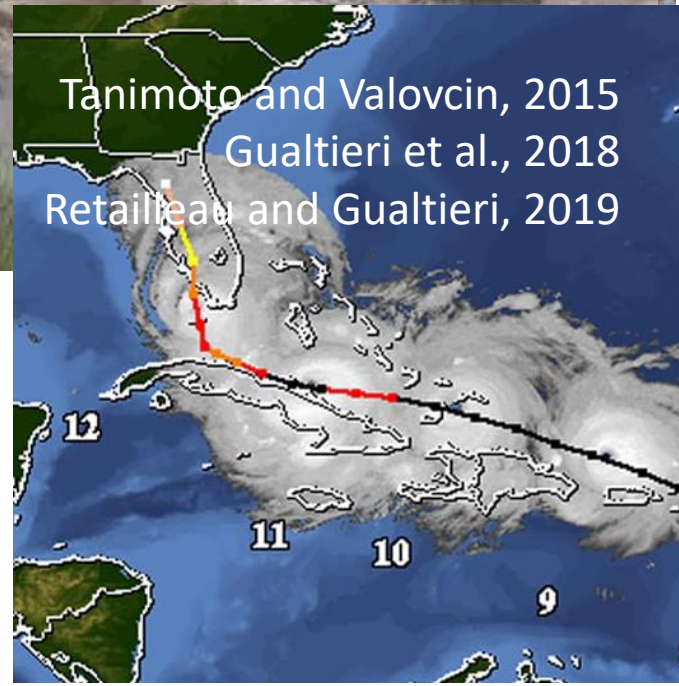 Tanimoto and Valovcin, 2015
Gualtieri et al., 2018
Retailleau and Gualtieri, 2019
12
11
10
9